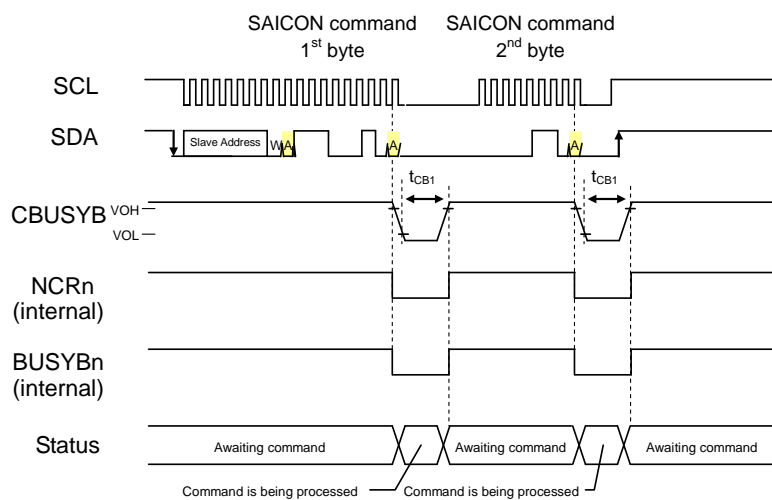 SAICON command
1st byte
SAICON command
2nd byte
SCL
SDA
Slave Address
W
A
A
A
tCB1
tCB1
CBUSYB
VOH
VOL
NCRn
(internal)
BUSYBn
(internal)
Status
Awaiting command
Awaiting command
Awaiting command
Command is being processed
Command is being processed